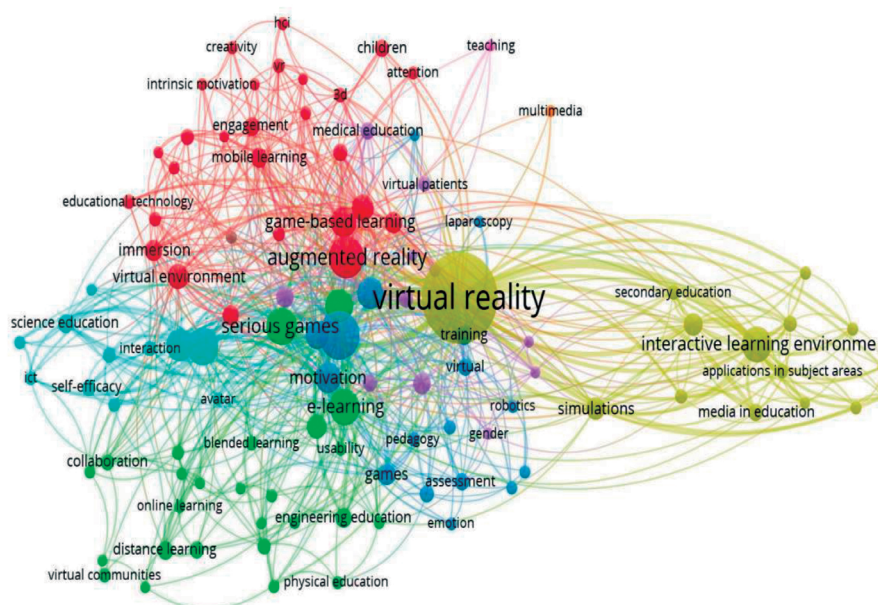 hci
creativity
children
teaching
vr
attention
intrinsic motivation
3d
multimedia
engagement
medical education
mobile learning
virtual patients
educational technology
game-based learning
laparoscopy
immersion
augmented reality
virtual environment
virtual reality
secondary education
science education
serious games
training
interaction
interactive learning environme
ict
self-efficacy
motivation
virtual
applications in subject areas
avatar
e-learning
robotics
simulations
media in education
blended learning
usability
pedagogy
gender
collaboration
games
assessment
online learning
engineering education
emotion
distance learning
virtual communities
physical education